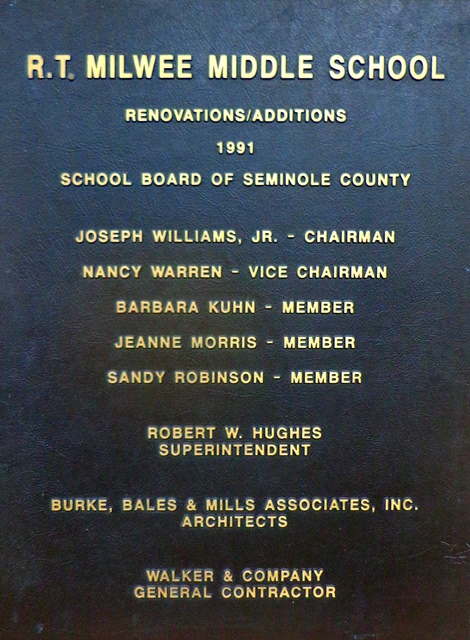 R.T. MILWEE MIDDLE SCHOOL
RENOVATIONS/ADDITIONS
1991
SCHOOL BOARD OF SEMINOLE COUNTY
JOSEPH WILLIAMS, JR. - CHAIRMAN
NANCY WARREN - VICE CHAIRMAN
BARBARA KUHN - MEMBER
JEANNE MORRIS - MEMBER
SANDY ROBINSON - MEMBER
ROBERT W. HUGHES
SUPERINTENDENT
BURKE, BALES & MILLS ASSOCIATES, INC.
ARCHITECTS
WALKER & COMPANY
GENERAL CONTRACTOR